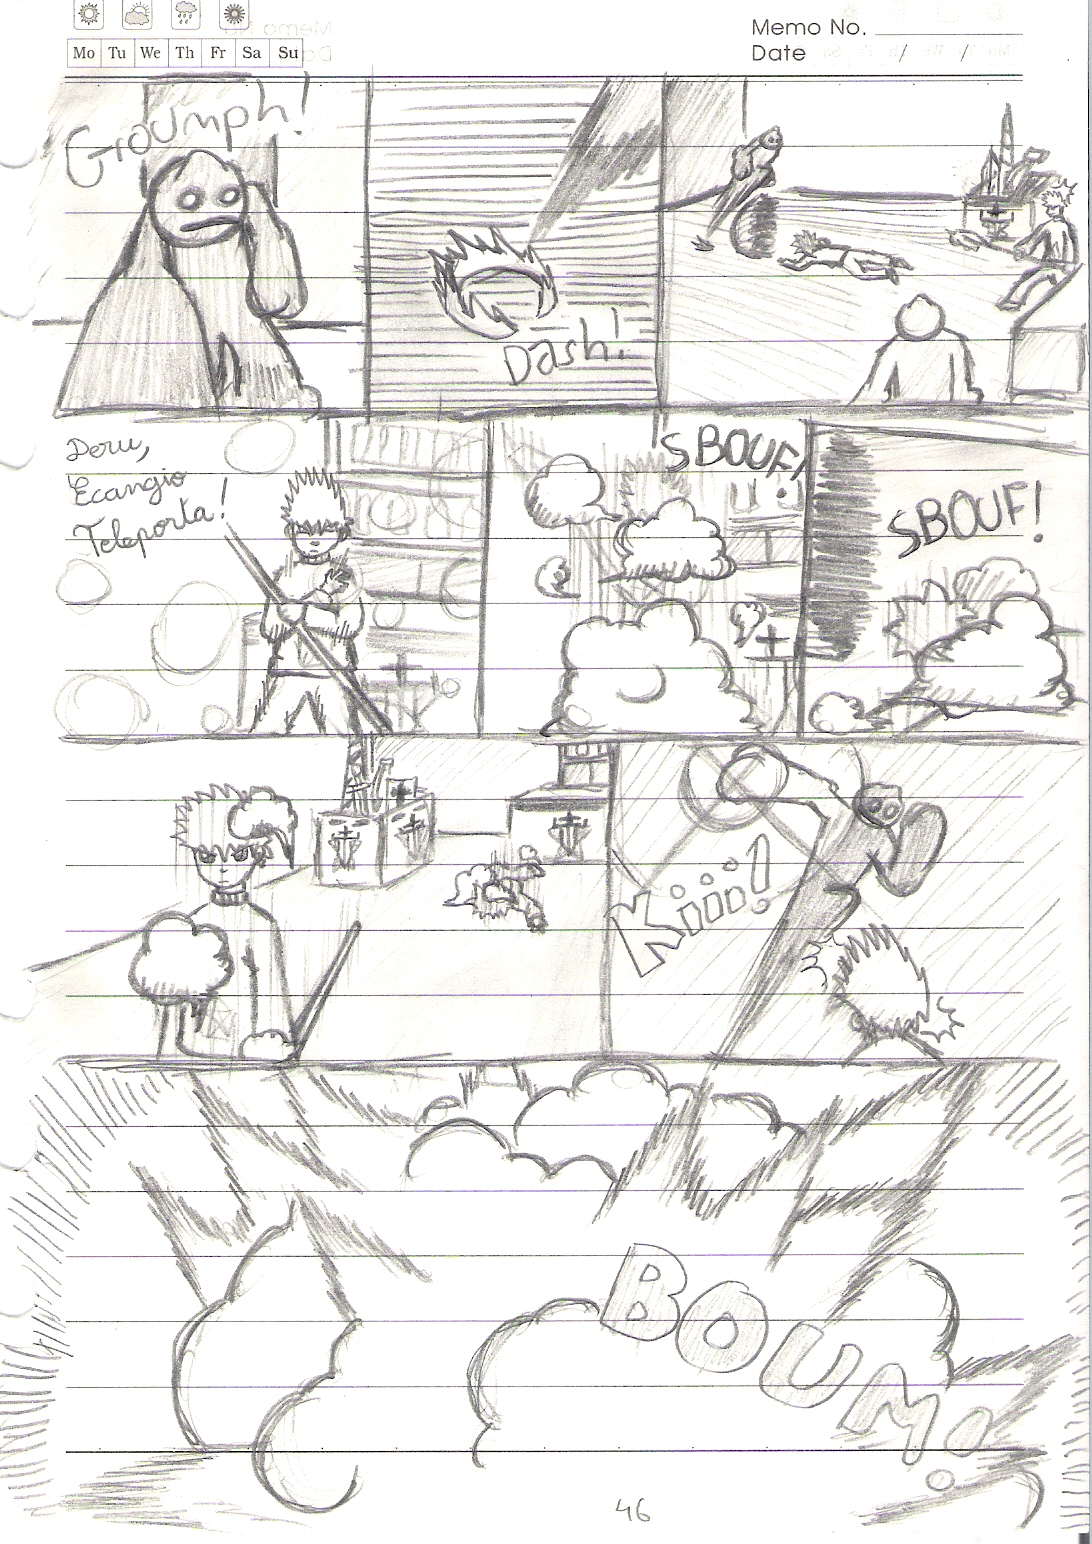 Memo No.
Mo Tu We Th Fr Sa Su
Date / /
Groumph!
Dash!
Deru,
Ecangio
Teleporta!
SBOUF!
SBOUF!
Kiii!
BOUM!
46